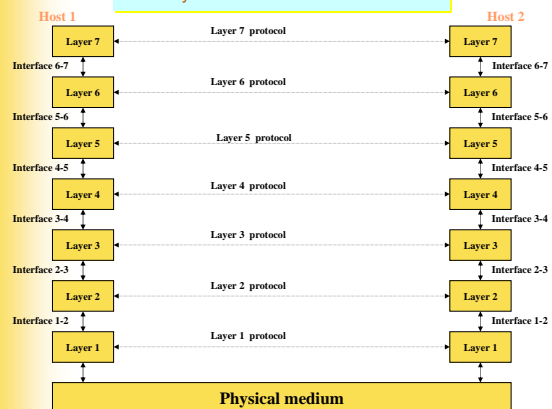 Host 1 Host 2
Layer 7 protocol
Layer 7 Layer 7
Interface 6-7 Interface 6-7
Layer 6 protocol
Layer 6 Layer 6
Interface 5-6 Interface 5-6
Layer 5 protocol
Layer 5 Layer 5
Interface 4-5 Interface 4-5
Layer 4 protocol
Layer 4 Layer 4
Interface 3-4 Interface 3-4
Layer 3 protocol
Layer 3 Layer 3
Interface 2-3 Interface 2-3
Layer 2 protocol
Layer 2 Layer 2
Interface 1-2 Interface 1-2
Layer 1 protocol
Layer 1 Layer 1
Physical medium